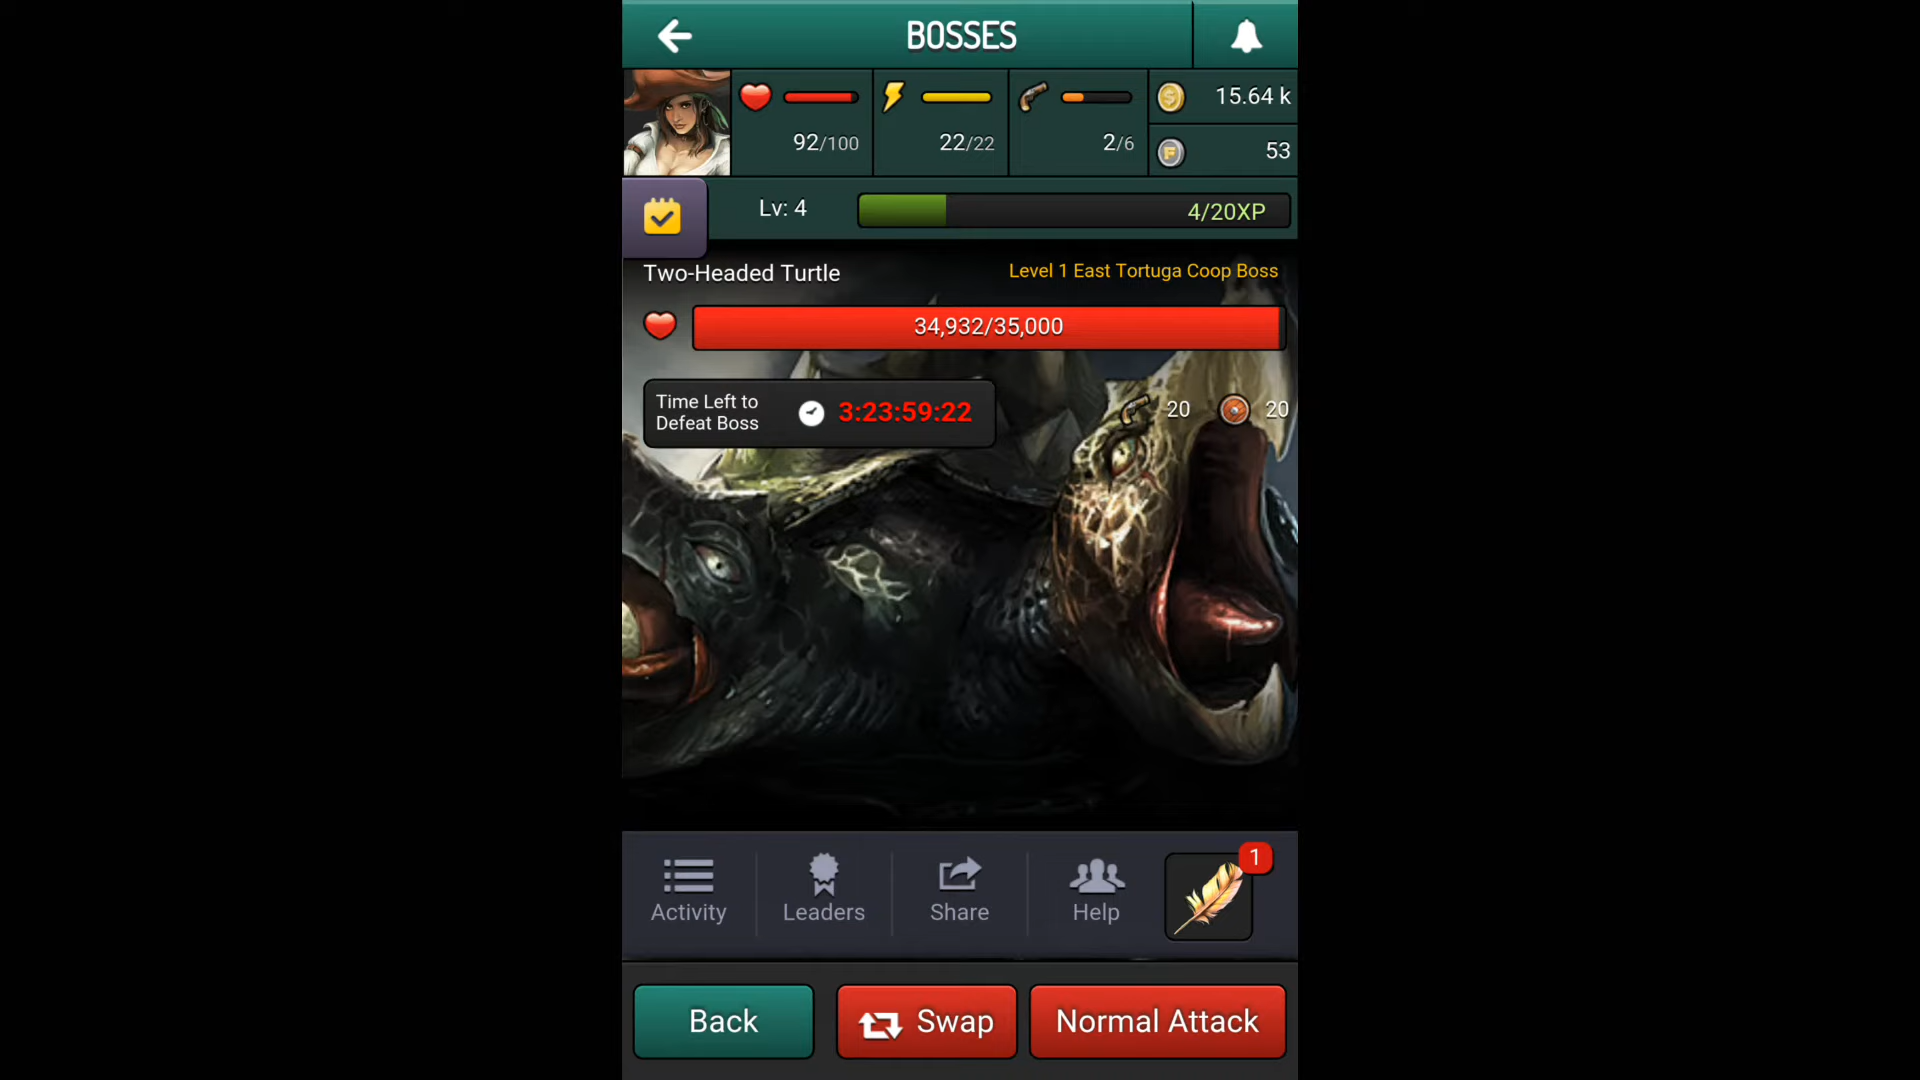 BOSSES
92/100
22/22
2/6
15.64 k
53
Lv: 4
4/20XP
Two-Headed Turtle
Level 1 East Tortuga Coop Boss
34,932/35,000
Time Left to
Defeat Boss
3:23:59:22
20
20
Activity
Leaders
Share
Help
1
Back
Swap
Normal Attack